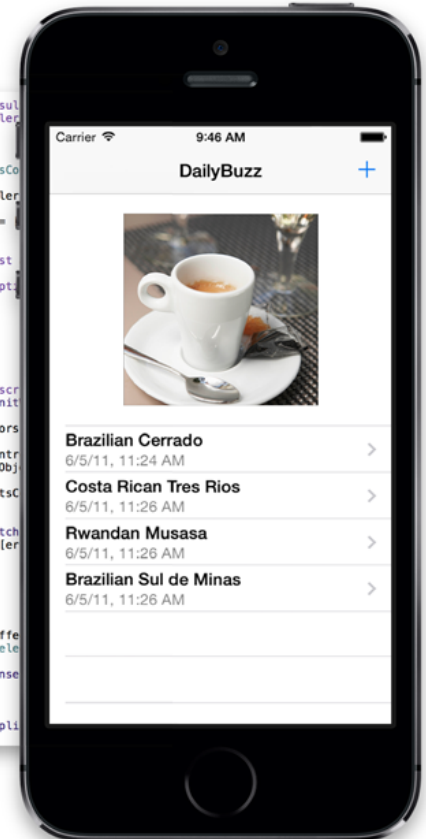 Carrier 9:46 AM
DailyBuzz +
Brazilian Cerrado
6/5/11, 11:24 AM
Costa Rican Tres Rios
6/5/11, 11:26 AM
Rwandan Musasa
6/5/11, 11:26 AM
Brazilian Sul de Minas
6/5/11, 11:26 AM